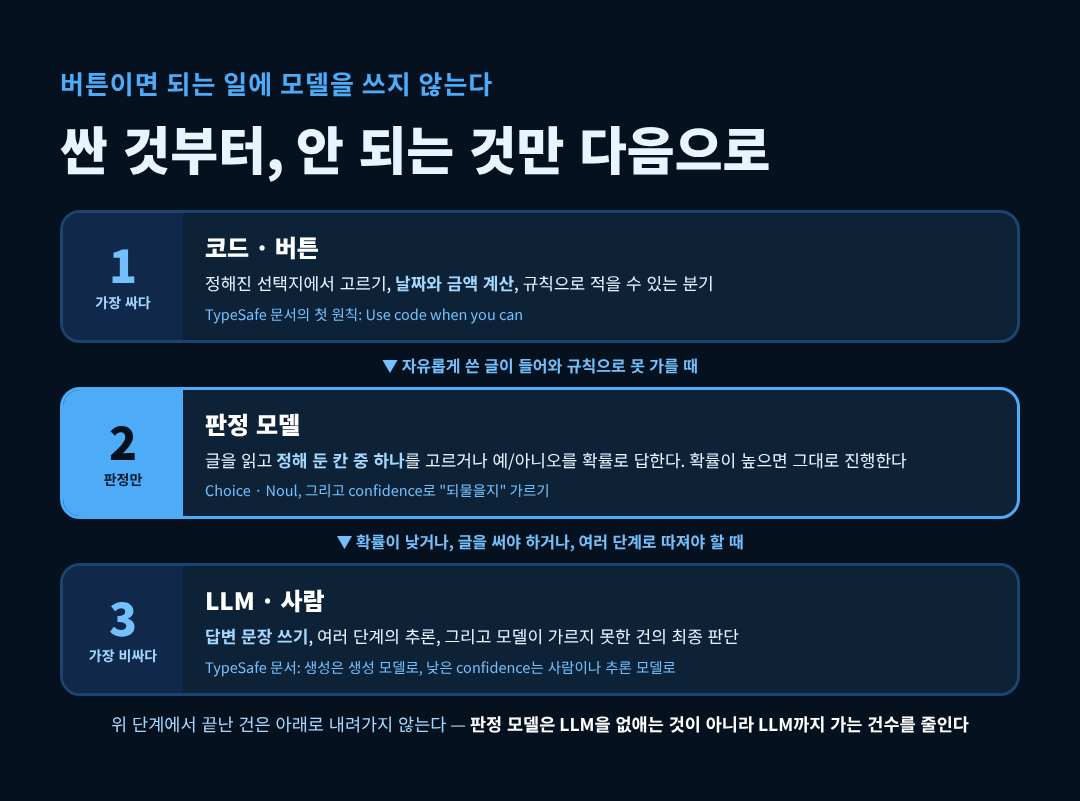 버튼이면 되는 일에 모델을 쓰지 않는다
싼 것부터, 안 되는 것만 다음으로
1
가장 싸다
코드 · 버튼
정해진 선택지에서 고르기, 날짜와 금액 계산, 규칙으로 적을 수 있는 분기
TypeSafe 문서의 첫 원칙: Use code when you can
▼ 자유롭게 쓴 글이 들어와 규칙으로 못 가를 때
2
판정만
판정 모델
글을 읽고 정해 둔 칸 중 하나를 고르거나 예/아니오를 확률로 답한다. 확률이 높으면 그대로 진행한다
Choice · Noul, 그리고 confidence로 "되물을지" 가르기
▼ 확률이 낮거나, 글을 써야 하거나, 여러 단계로 따져야 할 때
3
가장 비싸다
LLM · 사람
답변 문장 쓰기, 여러 단계의 추론, 그리고 모델이 가르지 못한 건의 최종 판단
TypeSafe 문서: 생성은 생성 모델로, 낮은 confidence는 사람이나 추론 모델로
위 단계에서 끝난 건은 아래로 내려가지 않는다 — 판정 모델은 LLM을 없애는 것이 아니라 LLM까지 가는 건수를 줄인다